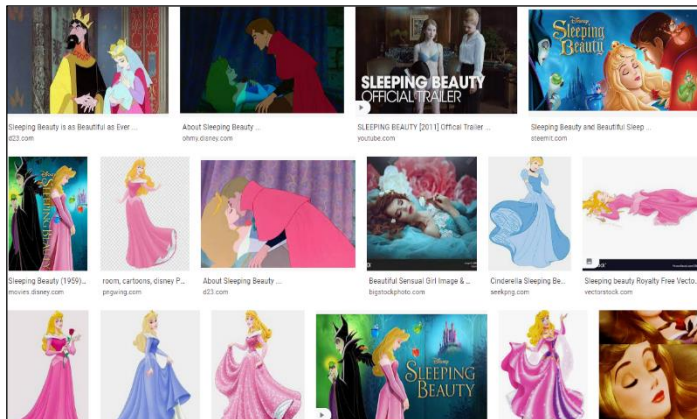 SLEEPING BEAUTY
OFFICIAL TRAILER
Disney
SLEEPING
BEAUTY
Sleeping Beauty is as Beautiful as Ever ...
d23.com
About Sleeping Beauty ...
ohmy.disney.com
SLEEPING BEAUTY [2011] Offical Trailer ...
youtube.com
Sleeping Beauty and Beautiful Sleep ...
steemit.com
SLEEPING BEAUTY
Sleeping Beauty (1959)...
movies.disney.com
room, cartoons, disney P...
pngwing.com
About Sleeping Beauty ...
d23.com
Beautiful Sensual Girl Image & ...
bigstockphoto.com
Cinderella Sleeping Be...
seekpng.com
Sleeping beauty Royalty Free Vecto...
vectorstock.com
Disney
SLEEPING
BEAUTY